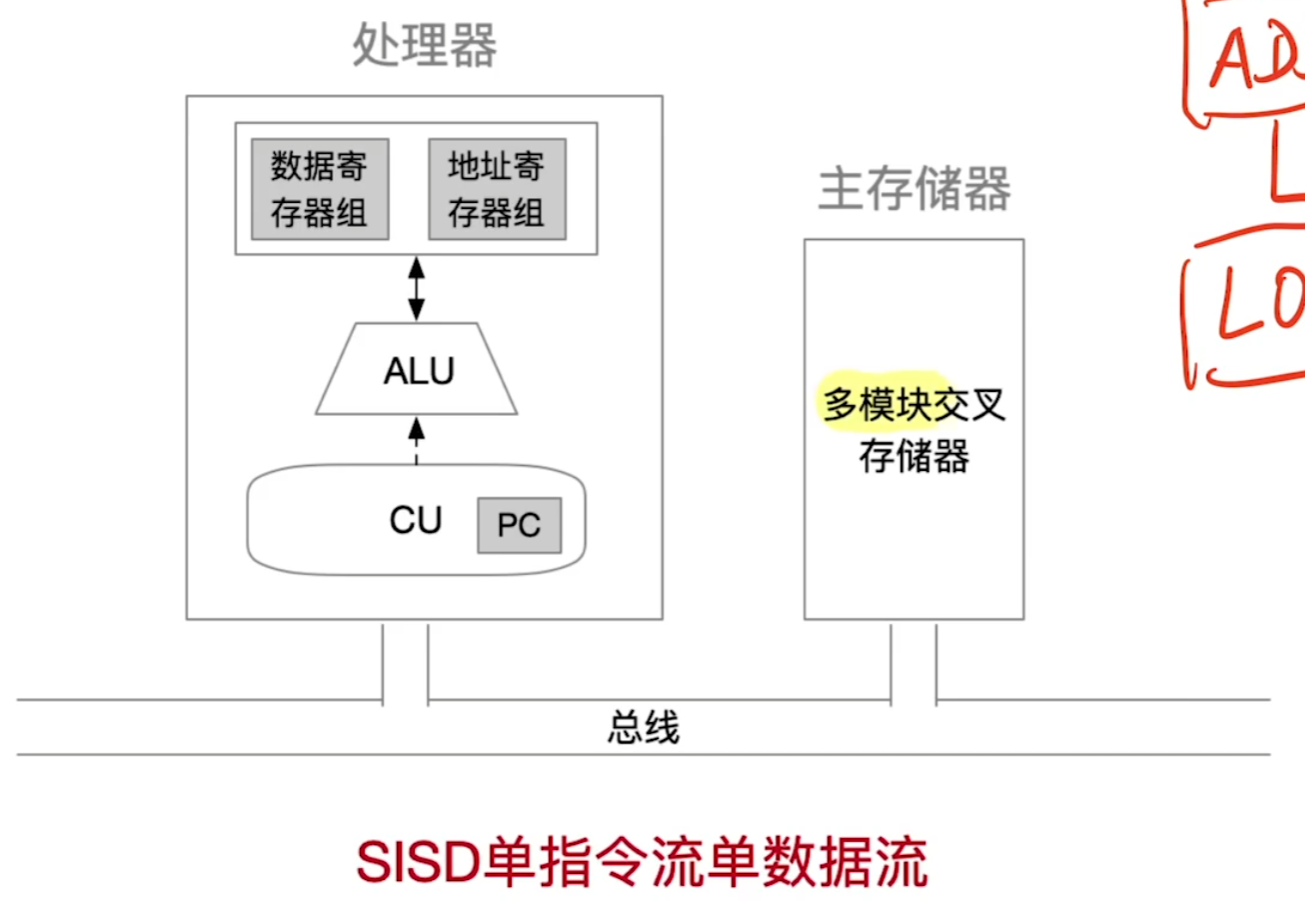 处理器
数据寄
存器组
地址寄
存器组
主存储器
ALU
多模块交叉
存储器
CU
PC
总线
SISD单指令流单数据流
AD
LO